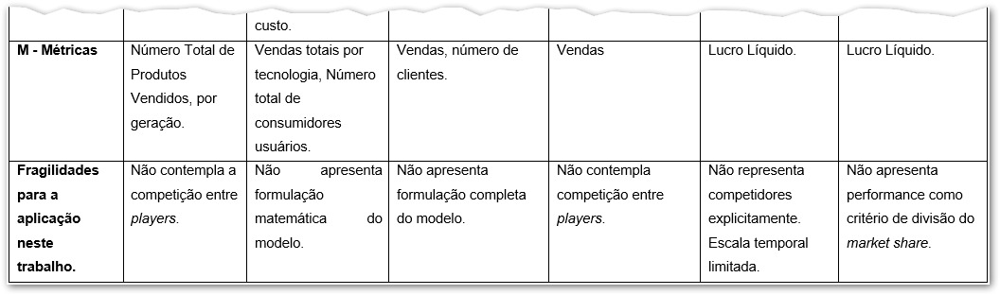 custo.
M - Métricas
Número Total de
Produtos
Vendidos, por
geração.
Vendas totais por
tecnologia, Número
total de
consumidores
usuários.
Vendas, número de
clientes.
Vendas
Lucro Líquido.
Lucro Líquido.
Fragilidades
para a
aplicação
neste
trabalho.
Não contempla a
competição entre
players.
Não apresenta
formulação
matemática do
modelo.
Não apresenta
formulação completa
do modelo.
Não contempla
competição entre
players.
Não representa
competidores
explicitamente.
Escala temporal
limitada.
Não apresenta
performance como
critério de divisão do
market share.